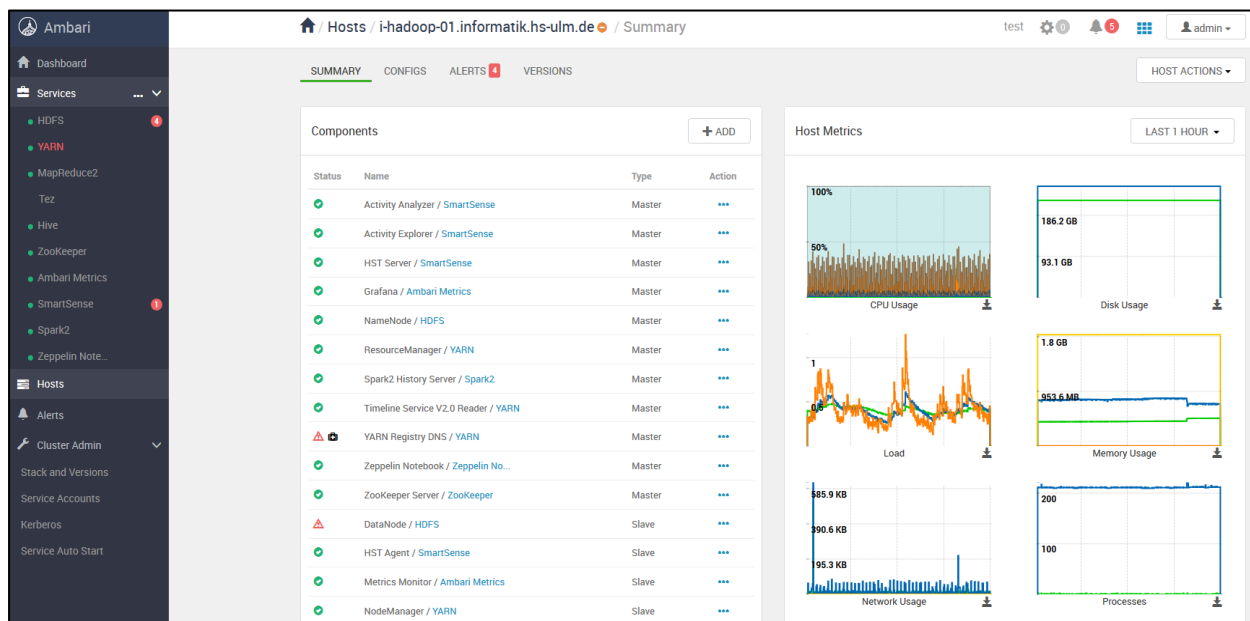 Ambari
/ Hosts / i-hadoop-01.informatik.hs-ulm.de / Summary
test 0 5 admin
Dashboard
Services ...
HDFS 4
YARN
MapReduce2
Tez
Hive
ZooKeeper
Ambari Metrics
SmartSense 1
Spark2
Zeppelin Note...
Hosts
Alerts
Cluster Admin
Stack and Versions
Service Accounts
Kerberos
Service Auto Start
SUMMARY CONFIGS ALERTS 4 VERSIONS
HOST ACTIONS
Components
+ ADD
Status Name Type Action
Activity Analyzer / SmartSense Master ...
Activity Explorer / SmartSense Master ...
HST Server / SmartSense Master ...
Grafana / Ambari Metrics Master ...
NameNode / HDFS Master ...
ResourceManager / YARN Master ...
Spark2 History Server / Spark2 Master ...
Timeline Service V2.0 Reader / YARN Master ...
YARN Registry DNS / YARN Master ...
Zeppelin Notebook / Zeppelin No... Master ...
ZooKeeper Server / ZooKeeper Master ...
DataNode / HDFS Slave ...
HST Agent / SmartSense Slave ...
Metrics Monitor / Ambari Metrics Slave ...
NodeManager / YARN Slave ...
Host Metrics
LAST 1 HOUR
100%
50%
CPU Usage
186.2 GB
93.1 GB
Disk Usage
1
0.5
Load
1.8 GB
953.6 MB
Memory Usage
585.9 KB
390.6 KB
195.3 KB
Network Usage
200
100
Processes